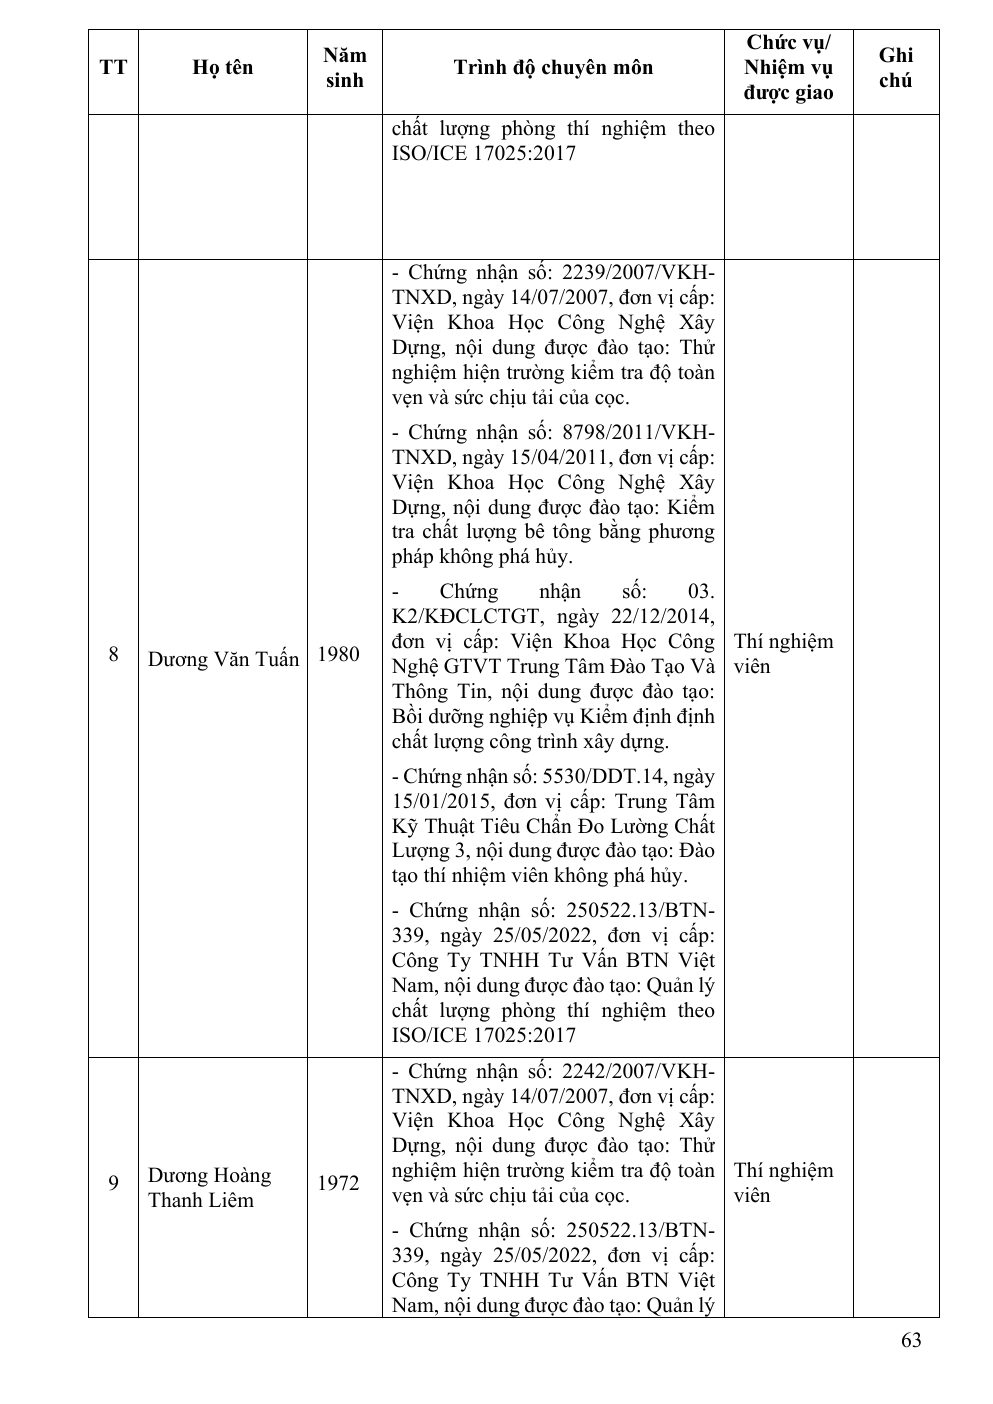 TT
Họ tên
Năm
sinh
Trình độ chuyên môn
Chức vụ/
Nhiệm vụ
được giao
Ghi
chú
chất lượng phòng thí nghiệm theo
ISO/ICE 17025:2017
8
Dương Văn Tuấn
1980
- Chứng nhận số: 2239/2007/VKH-
TNXD, ngày 14/07/2007, đơn vị cấp:
Viện Khoa Học Công Nghệ Xây
Dựng, nội dung được đào tạo: Thử
nghiệm hiện trường kiểm tra độ toàn
vẹn và sức chịu tải của cọc.
- Chứng nhận số: 8798/2011/VKH-
TNXD, ngày 15/04/2011, đơn vị cấp:
Viện Khoa Học Công Nghệ Xây
Dựng, nội dung được đào tạo: Kiểm
tra chất lượng bê tông bằng phương
pháp không phá hủy.
- Chứng nhận số: 03.
K2/KĐCLCTGT, ngày 22/12/2014,
đơn vị cấp: Viện Khoa Học Công
Nghệ GTVT Trung Tâm Đào Tạo Và
Thông Tin, nội dung được đào tạo:
Bồi dưỡng nghiệp vụ Kiểm định định
chất lượng công trình xây dựng.
- Chứng nhận số: 5530/DDT.14, ngày
15/01/2015, đơn vị cấp: Trung Tâm
Kỹ Thuật Tiêu Chẩn Đo Lường Chất
Lượng 3, nội dung được đào tạo: Đào
tạo thí nhiệm viên không phá hủy.
- Chứng nhận số: 250522.13/BTN-
339, ngày 25/05/2022, đơn vị cấp:
Công Ty TNHH Tư Vấn BTN Việt
Nam, nội dung được đào tạo: Quản lý
chất lượng phòng thí nghiệm theo
ISO/ICE 17025:2017
Thí nghiệm
viên
9
Dương Hoàng
Thanh Liêm
1972
- Chứng nhận số: 2242/2007/VKH-
TNXD, ngày 14/07/2007, đơn vị cấp:
Viện Khoa Học Công Nghệ Xây
Dựng, nội dung được đào tạo: Thử
nghiệm hiện trường kiểm tra độ toàn
vẹn và sức chịu tải của cọc.
- Chứng nhận số: 250522.13/BTN-
339, ngày 25/05/2022, đơn vị cấp:
Công Ty TNHH Tư Vấn BTN Việt
Nam, nội dung được đào tạo: Quản lý
Thí nghiệm
viên
63